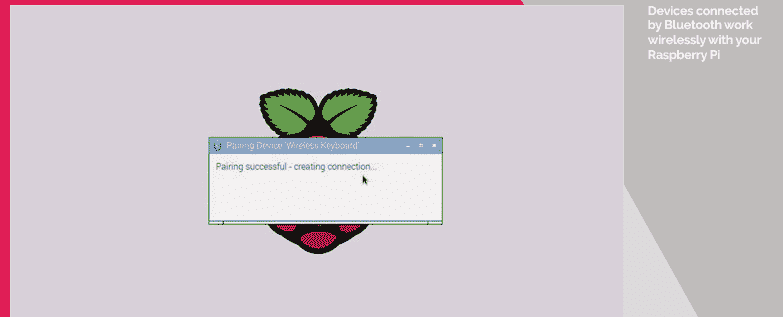 Devices connected
by Bluetooth work
wirelessly with your
Raspberry Pi
Pairing Device 'Wireless Keyboard'
Pairing successful - creating connection...